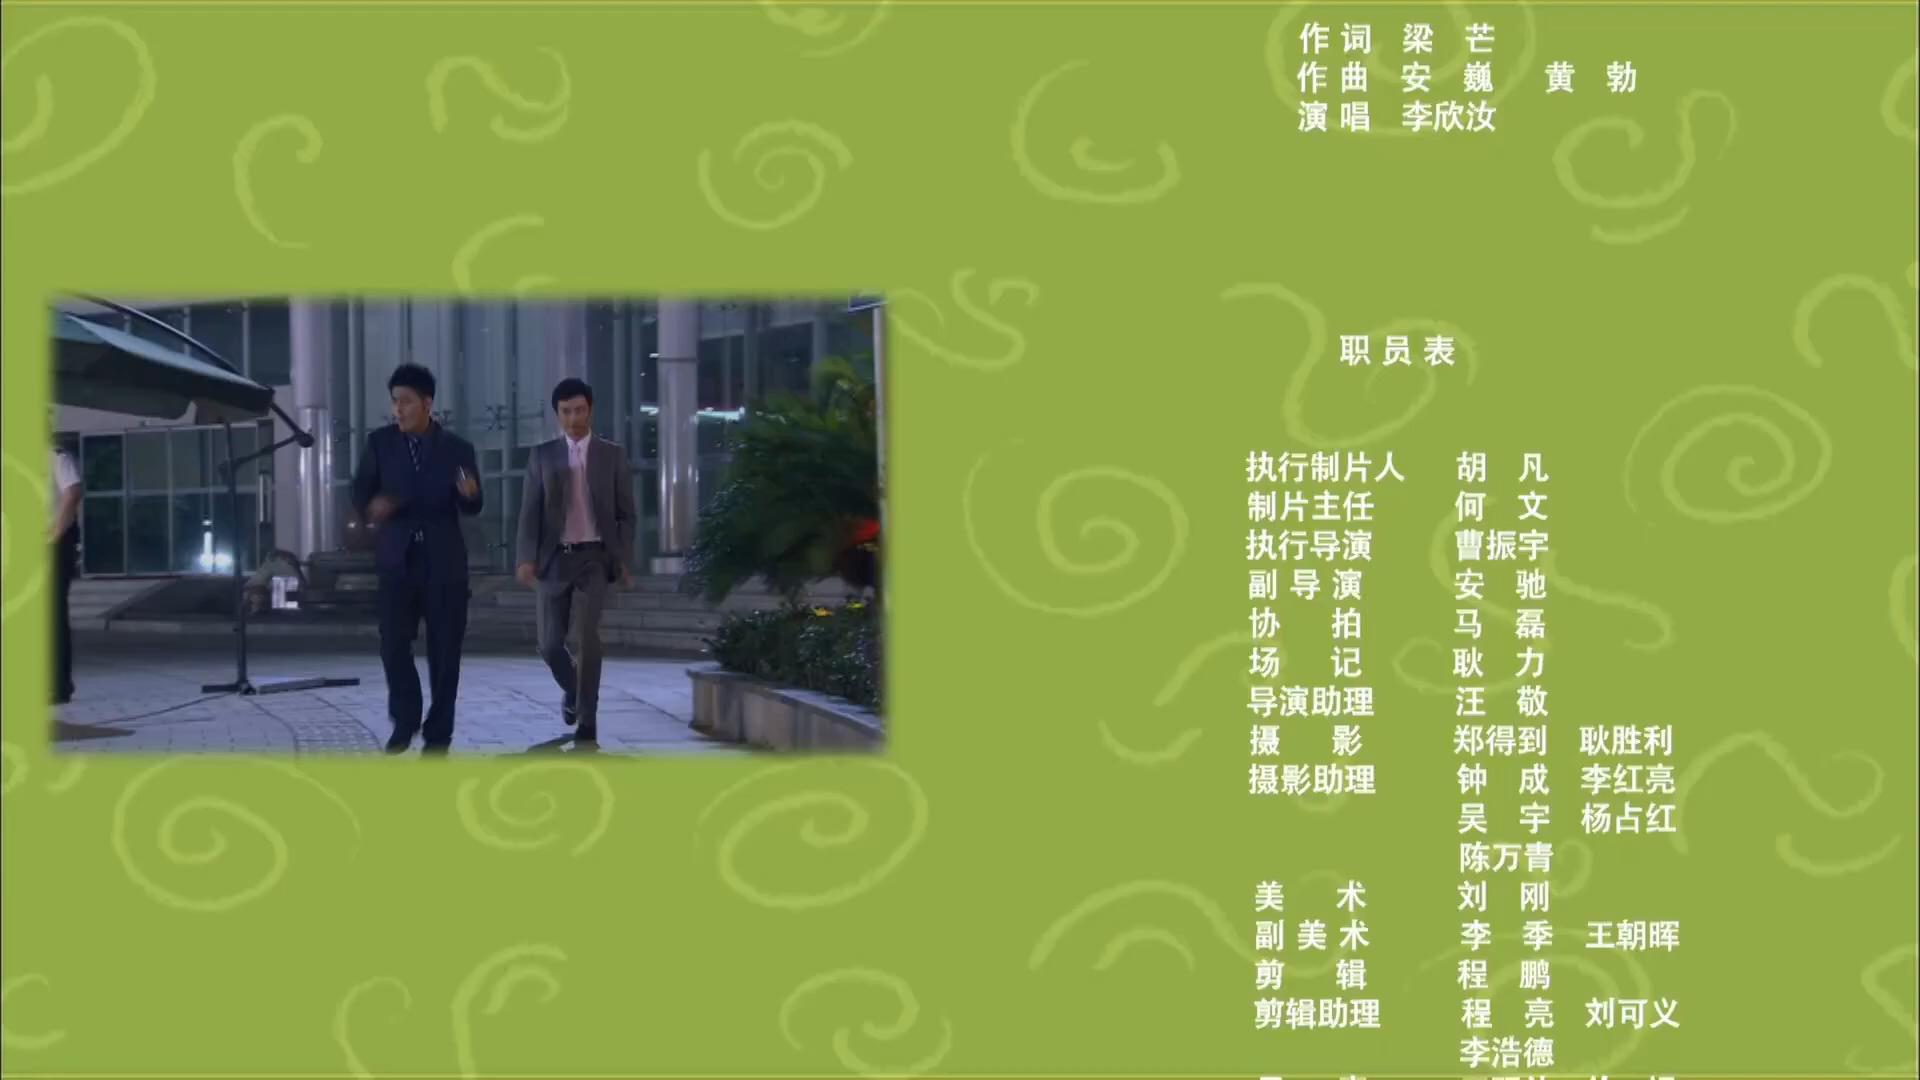 作词 梁芒
作曲 安巍 黄勃
演唱 李欣汝
职员表
执行制片人 胡凡
制片主任 何文
执行导演 曹振宇
副导演 安驰
协拍 马磊
场记 耿力
导演助理 汪敬
摄影 郑得到 耿胜利
摄影助理 钟成 李红亮
吴宇 杨占红
陈万青
美术 刘刚
副美术 李季 王朝晖
剪辑 程鹏
剪辑助理 程亮 刘可义
李浩德